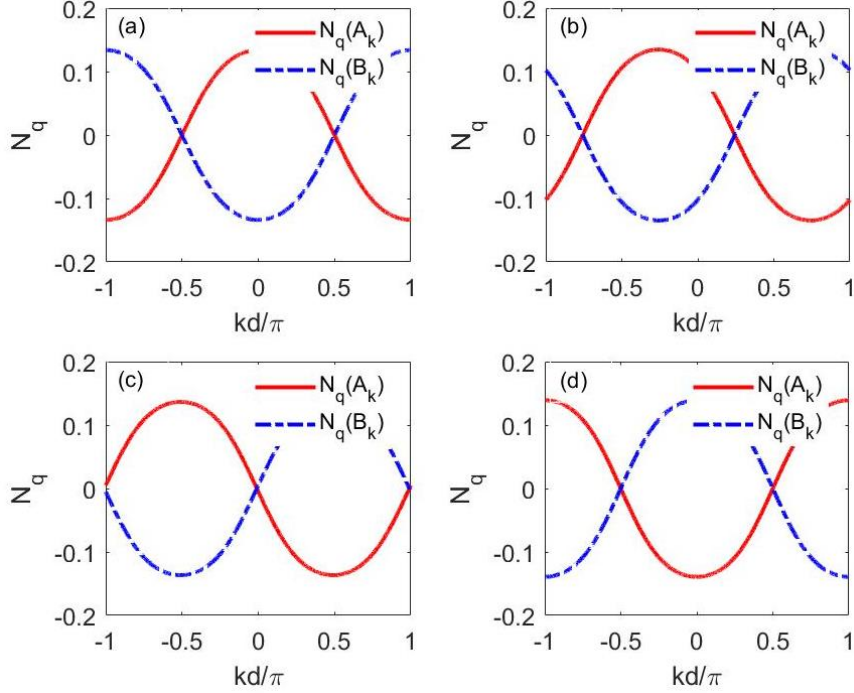 (a)
N_q(A_k)
N_q(B_k)
0.2
0.1
0
-0.1
-0.2
N_q
-1 -0.5 0 0.5 1
kd/π
(b)
N_q(A_k)
N_q(B_k)
0.2
0.1
0
-0.1
-0.2
N_q
-1 -0.5 0 0.5 1
kd/π
(c)
N_q(A_k)
N_q(B_k)
0.2
0.1
0
-0.1
-0.2
N_q
-1 -0.5 0 0.5 1
kd/π
(d)
N_q(A_k)
N_q(B_k)
0.2
0.1
0
-0.1
-0.2
N_q
-1 -0.5 0 0.5 1
kd/π